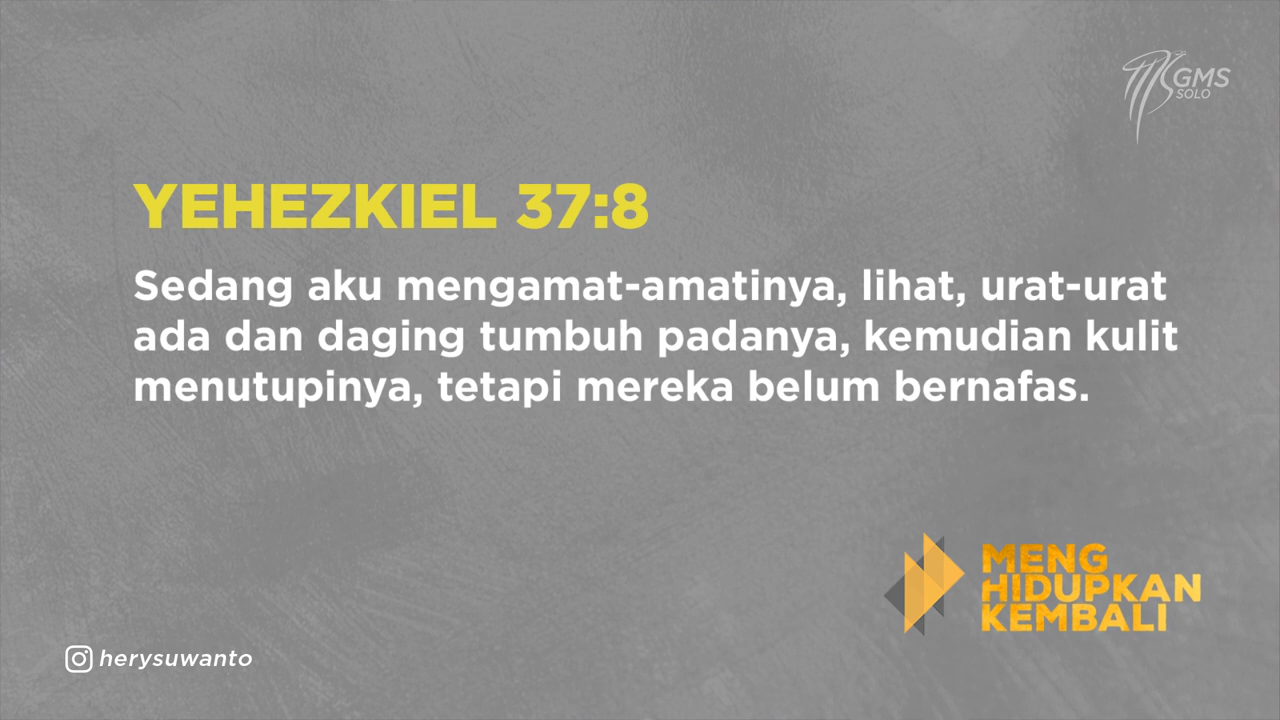 GMS
SOLO
YEHEZKIEL 37:8
Sedang aku mengamat-amatinya, lihat, urat-urat
ada dan daging tumbuh padanya, kemudian kulit
menutupinya, tetapi mereka belum bernafas.
MENG
HIDUPKAN
KEMBALI
herysuwanto